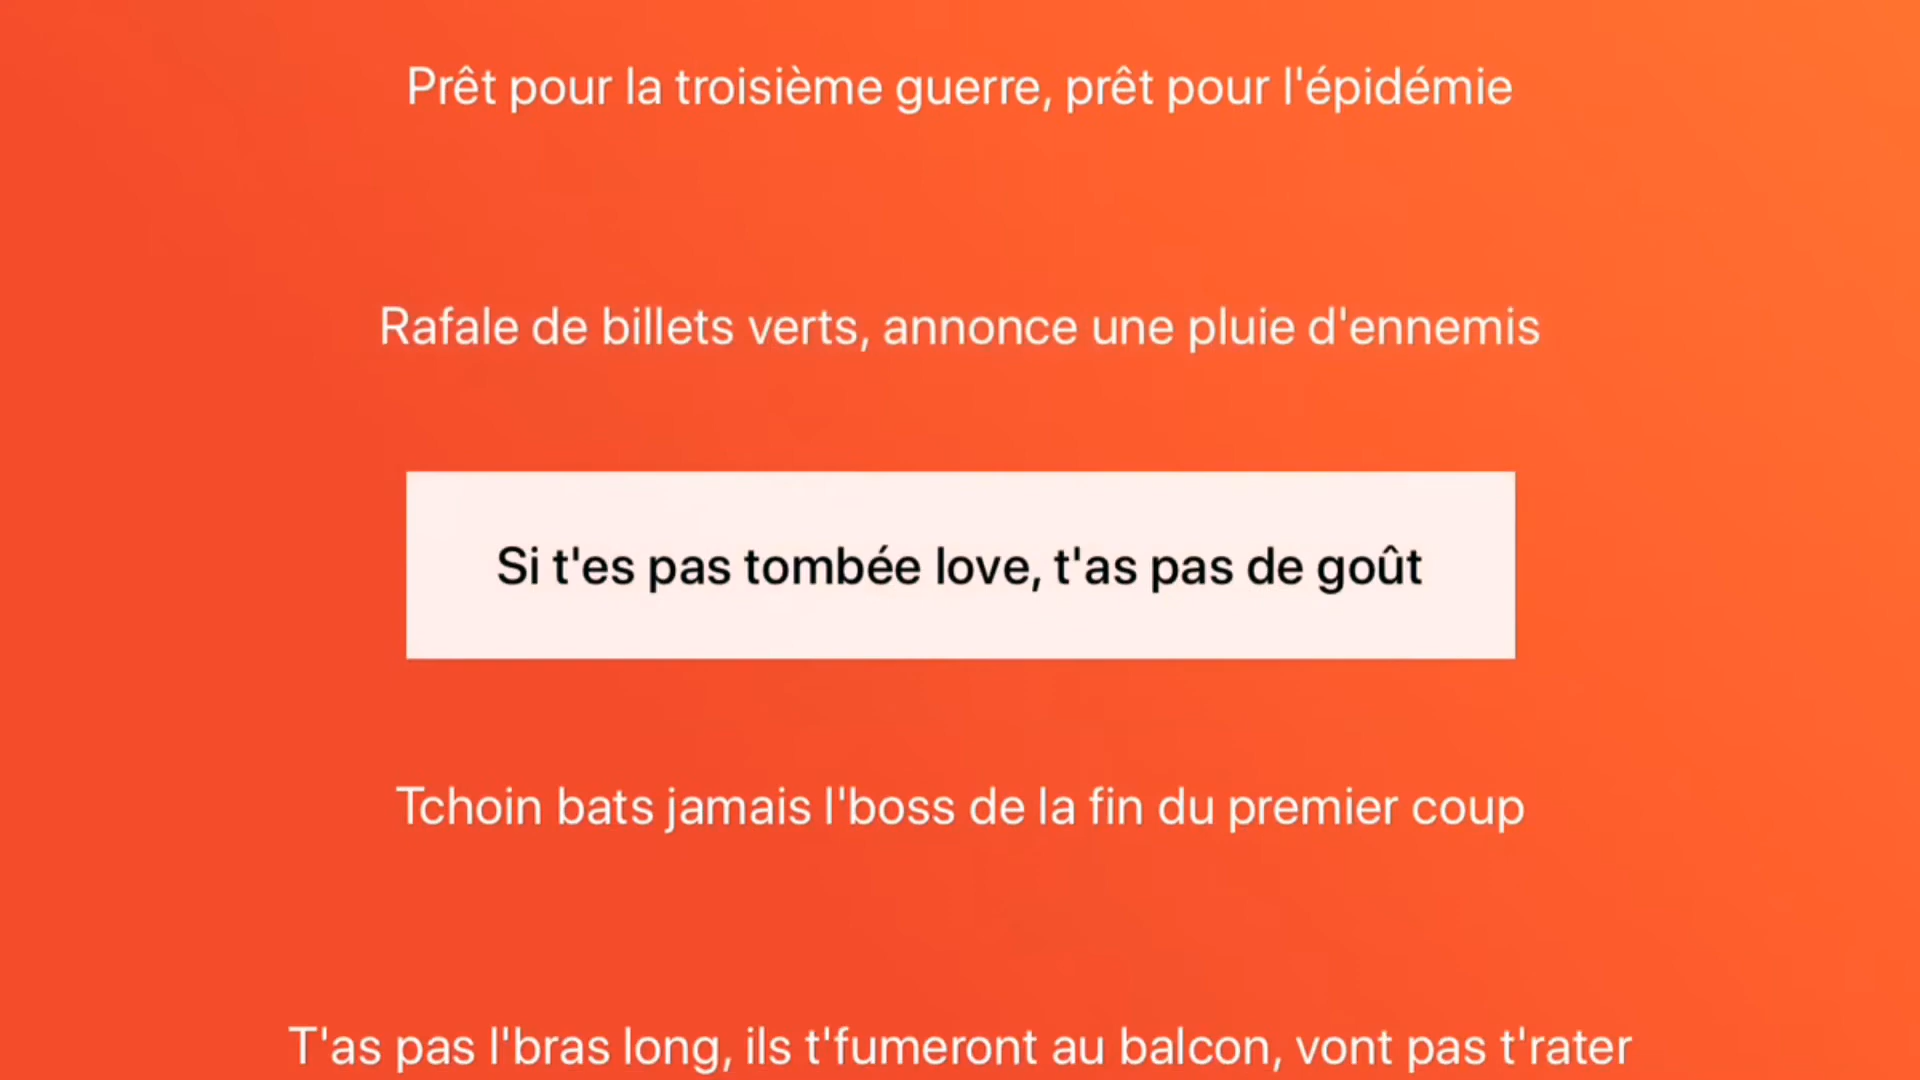 Prêt pour la troisième guerre, prêt pour l'épidémie
Rafale de billets verts, annonce une pluie d'ennemis
Si t'es pas tombée love, t'as pas de goût
Tchoin bats jamais l'boss de la fin du premier coup
T'as pas l'bras long, ils t'fumeront au balcon, vont pas t'rater